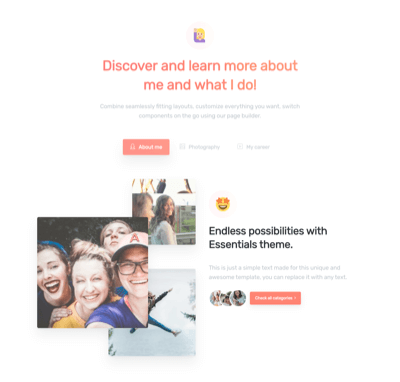 Discover and learn more about
me and what I do!
Combine seamlessly fitting layouts, customize everything you want, switch
components on the go using our page builder.
About me
Photography
My career
A
Endless possibilities with
Essentials theme.
This is just a simple text made for this unique and
awesome template, you can replace it with any text.
Check all categories